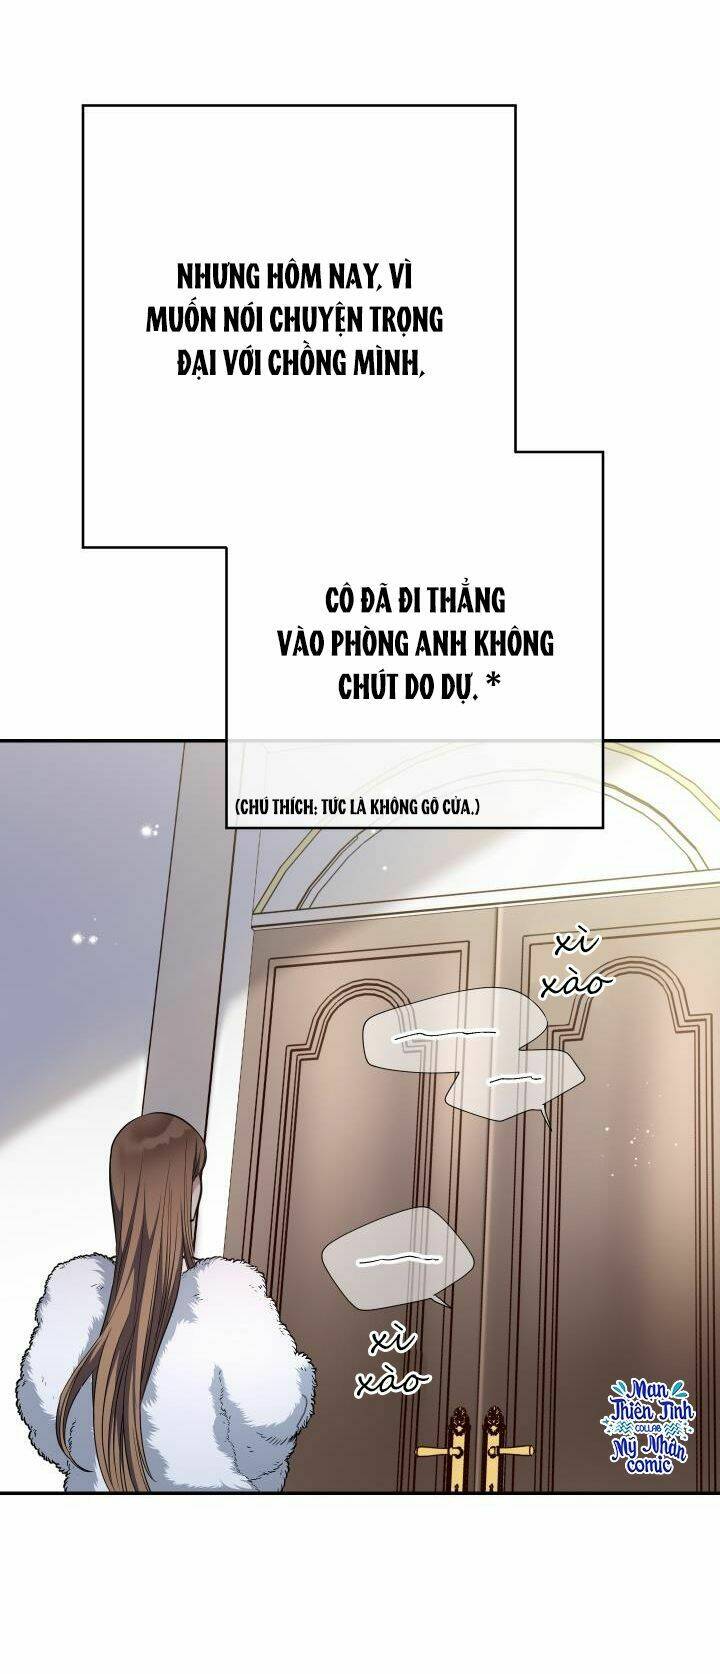 NHƯNG HÔM NAY, VÌ
MUỐN NÓI CHUYỆN TRỌNG
ĐẠI VỚI CHỒNG MÌNH,
CÔ ĐÃ ĐI THẲNG
VÀO PHÒNG ANH KHÔNG
CHÚT DO DỰ. *
(CHÚ THÍCH: TỨC LÀ KHÔNG GÕ CỬA.)
xì
xào
xì
xào
Mạn
Thiên Tinh
COLLAB
Mỹ Nhân
comic